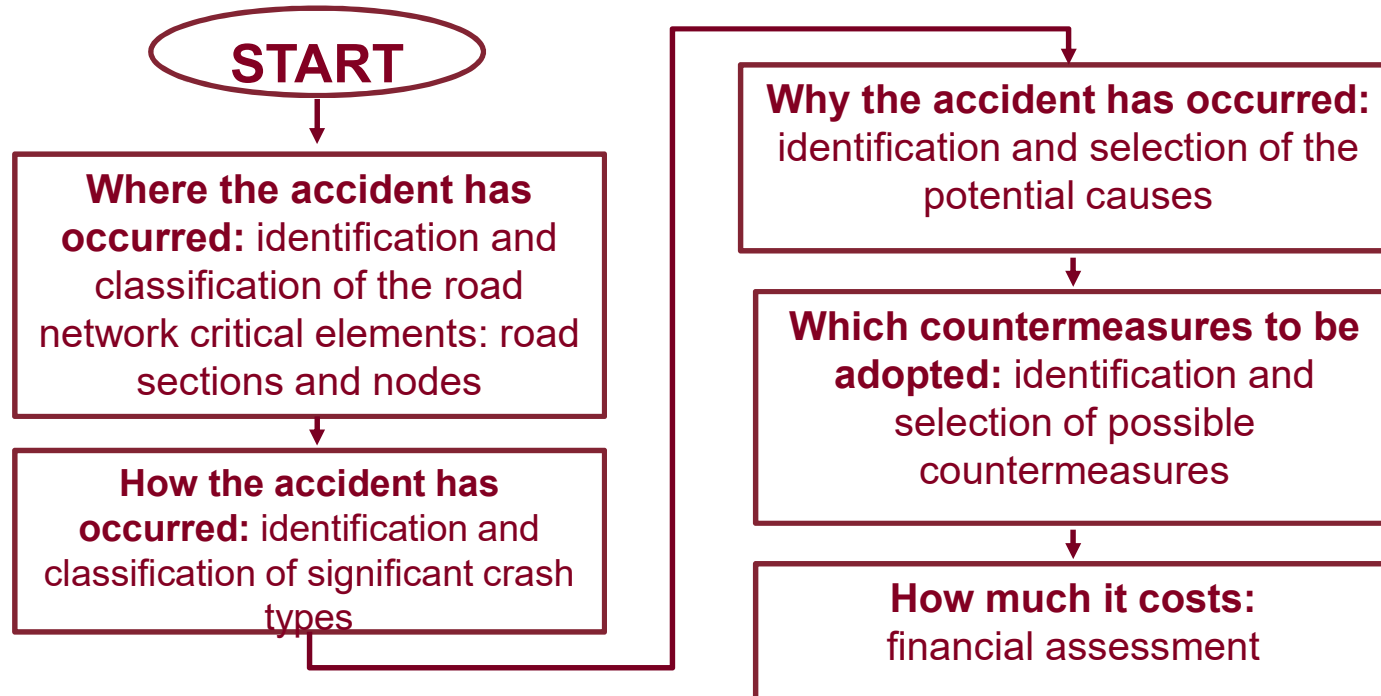 START
Where the accident has
occurred: identification and
classification of the road
network critical elements: road
sections and nodes
How the accident has
occurred: identification and
classification of significant crash
types
Why the accident has occurred:
identification and selection of the
potential causes
Which countermeasures to be
adopted: identification and
selection of possible
countermeasures
How much it costs:
financial assessment